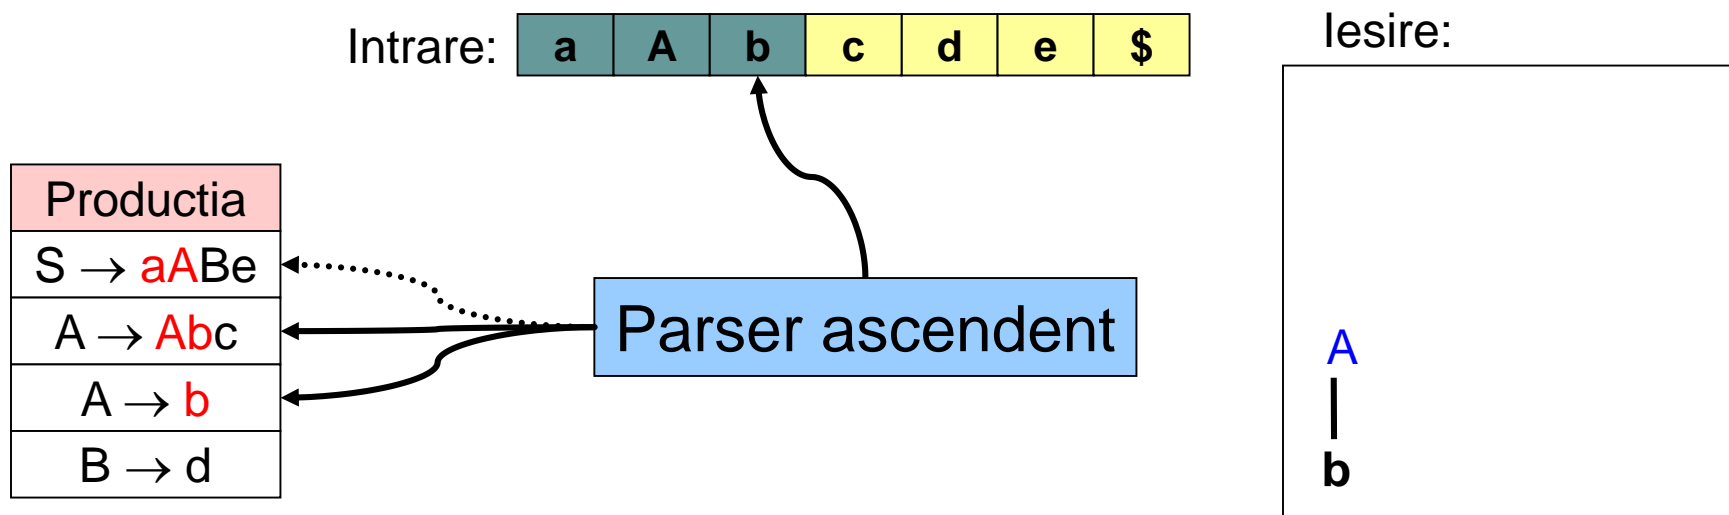 Intrare: a A b c d e $
Iesire:
Productia
S → aABe
A → Abc
A → b
B → d
Parser ascendent
A
b